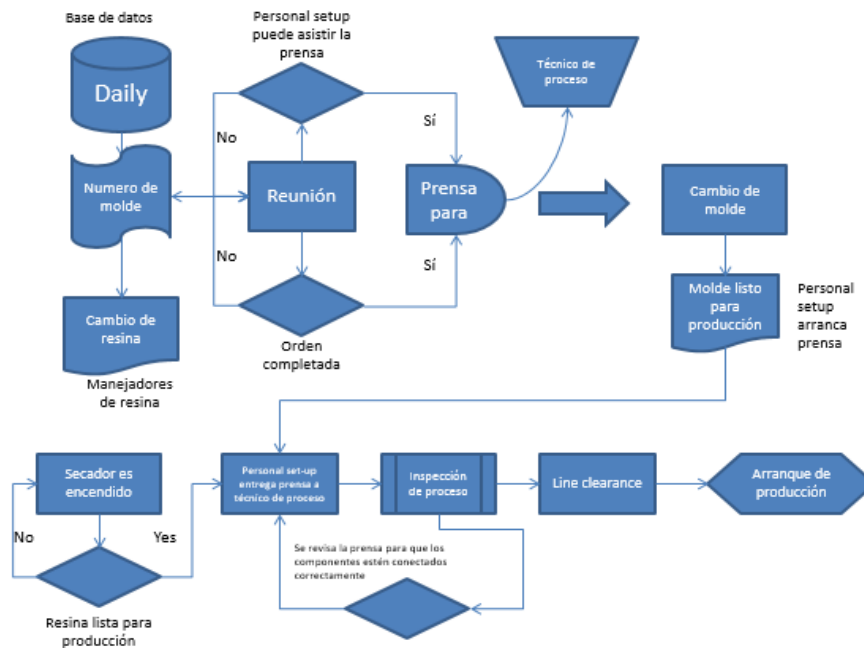 Base de datos
Daily
Numero de
molde
Cambio de
resina
Manejadores
de resina
Personal setup
puede asistir la
prensa
No
Sí
Reunión
No
Sí
Orden
completada
Prensa
para
Técnico de
proceso
Cambio de
molde
Molde listo
para
producción
Personal
setup
arranca
prensa
Secador es
encendido
No
Yes
Resina lista para
producción
Personal set-up
entrega prensa a
técnico de proceso
Inspección
de proceso
Line clearance
Arranque de
producción
Se revisa la prensa para que los
componentes estén conectados
correctamente